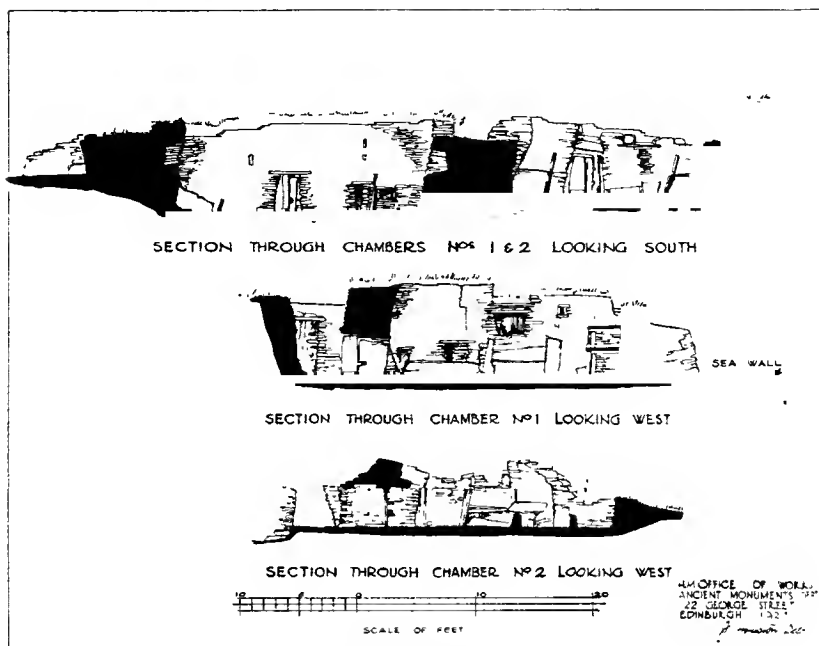 SECTION THROUGH CHAMBERS Nos 1 & 2 LOOKING SOUTH
SEA WALL
SECTION THROUGH CHAMBER No 1 LOOKING WEST
SECTION THROUGH CHAMBER No 2 LOOKING WEST
10 5 0 10 20
SCALE OF FEET
H.M. OFFICE OF WORKS
ANCIENT MONUMENTS
22 GEORGE STREET
EDINBURGH